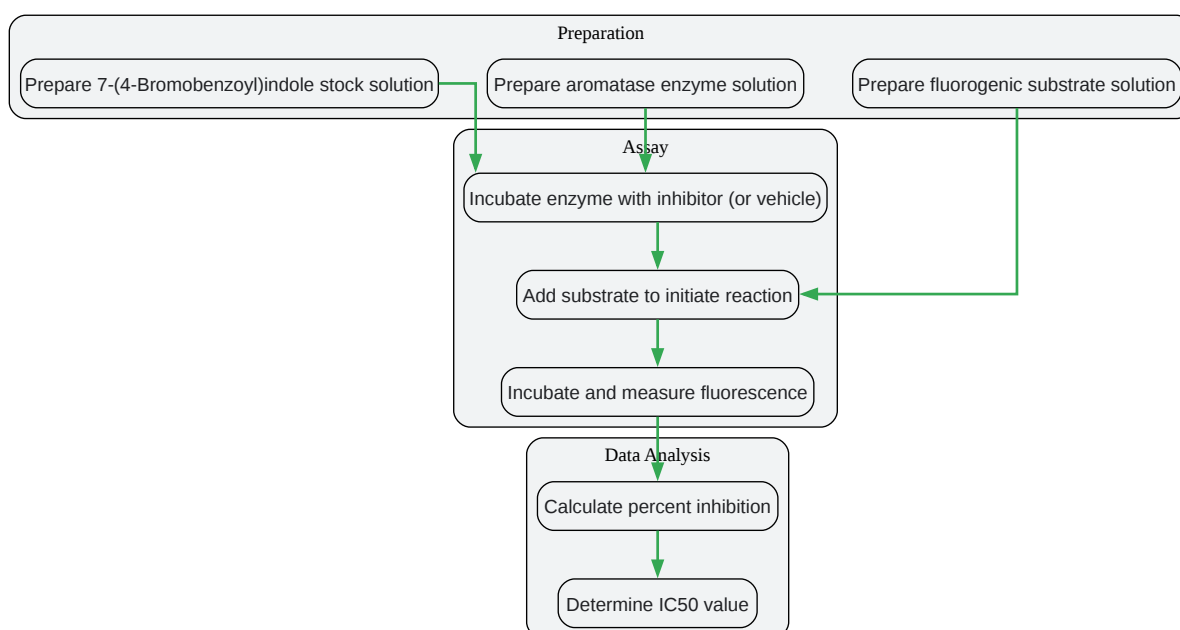 Preparation
Prepare 7-(4-Bromobenzoyl)indole stock solution
Prepare aromatase enzyme solution
Prepare fluorogenic substrate solution
Assay
Incubate enzyme with inhibitor (or vehicle)
Add substrate to initiate reaction
Incubate and measure fluorescence
Data Analysis
Calculate percent inhibition
Determine IC50 value